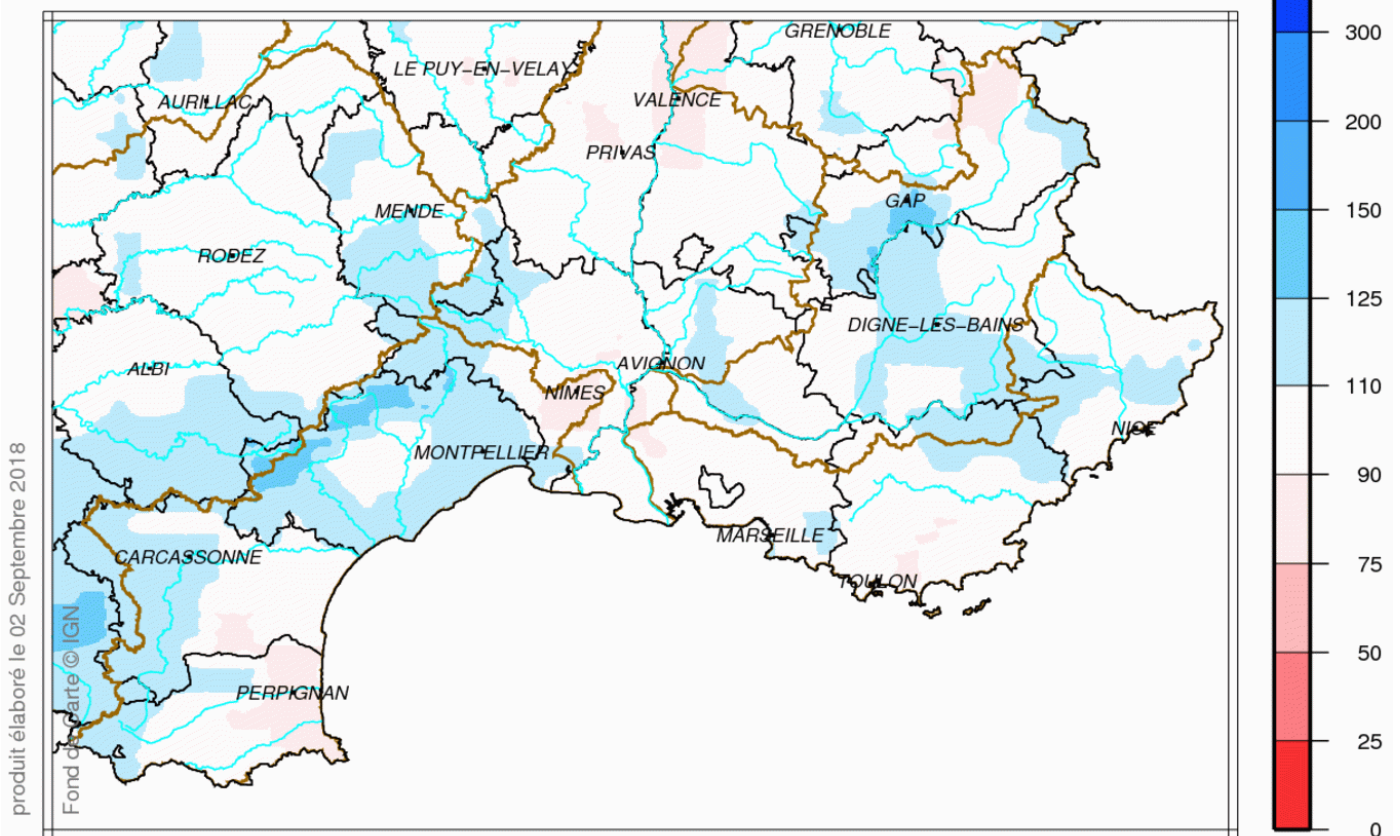 GRENOBLE
LE PUY-EN-VELAY
AURILLAC
VALENCE
PRIVAS
GAP
MENDE
RODEZ
DIGNE-LES-BAINS
AVIGNON
ALBI
NIMES
NICE
MONTPELLIER
MARSEILLE
CARCASSONNE
TOULON
PERPIGNAN
300
200
150
125
110
90
75
50
25
0
produit élaboré le 02 Septembre 2018
Fond de Carte © IGN